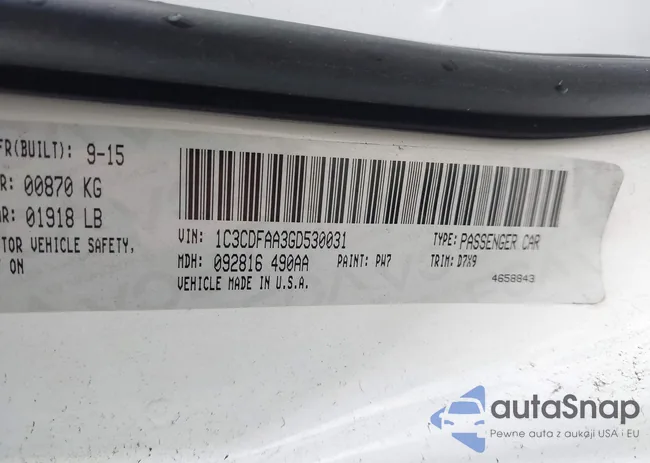 FR(BUILT): 9-15
R: 00870 KG
AR: 01918 LB
TOR VEHICLE SAFETY,
T ON
VIN: 1C3CDFAA3GD530031 TYPE: PASSENGER CAR
MDH: 092816 490AA PAINT: PW7 TRIM: D7X9
VEHICLE MADE IN U.S.A. 4658843
autaSnap
Pewne auta z aukcji USA i EU